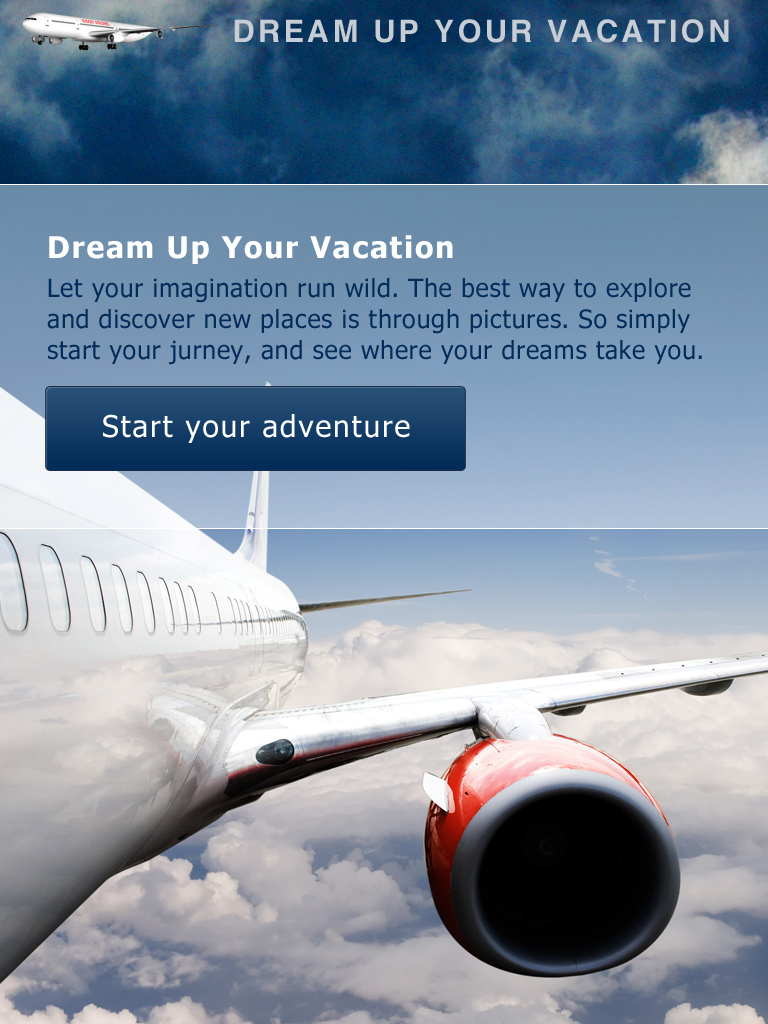 DREAM UP YOUR VACATION
Dream Up Your Vacation
Let your imagination run wild. The best way to explore
and discover new places is through pictures. So simply
start your jurney, and see where your dreams take you.
Start your adventure